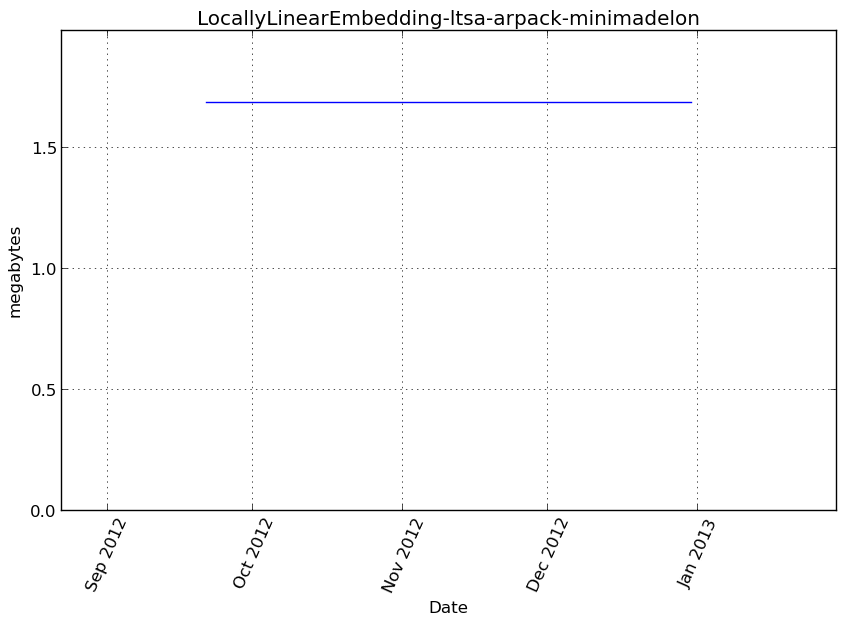 LocallyLinearEmbedding-ltsa-arpack-minimadelon
megabytes
1.5
1.0
0.5
0.0
Sep 2012
Oct 2012
Nov 2012
Dec 2012
Jan 2013
Date